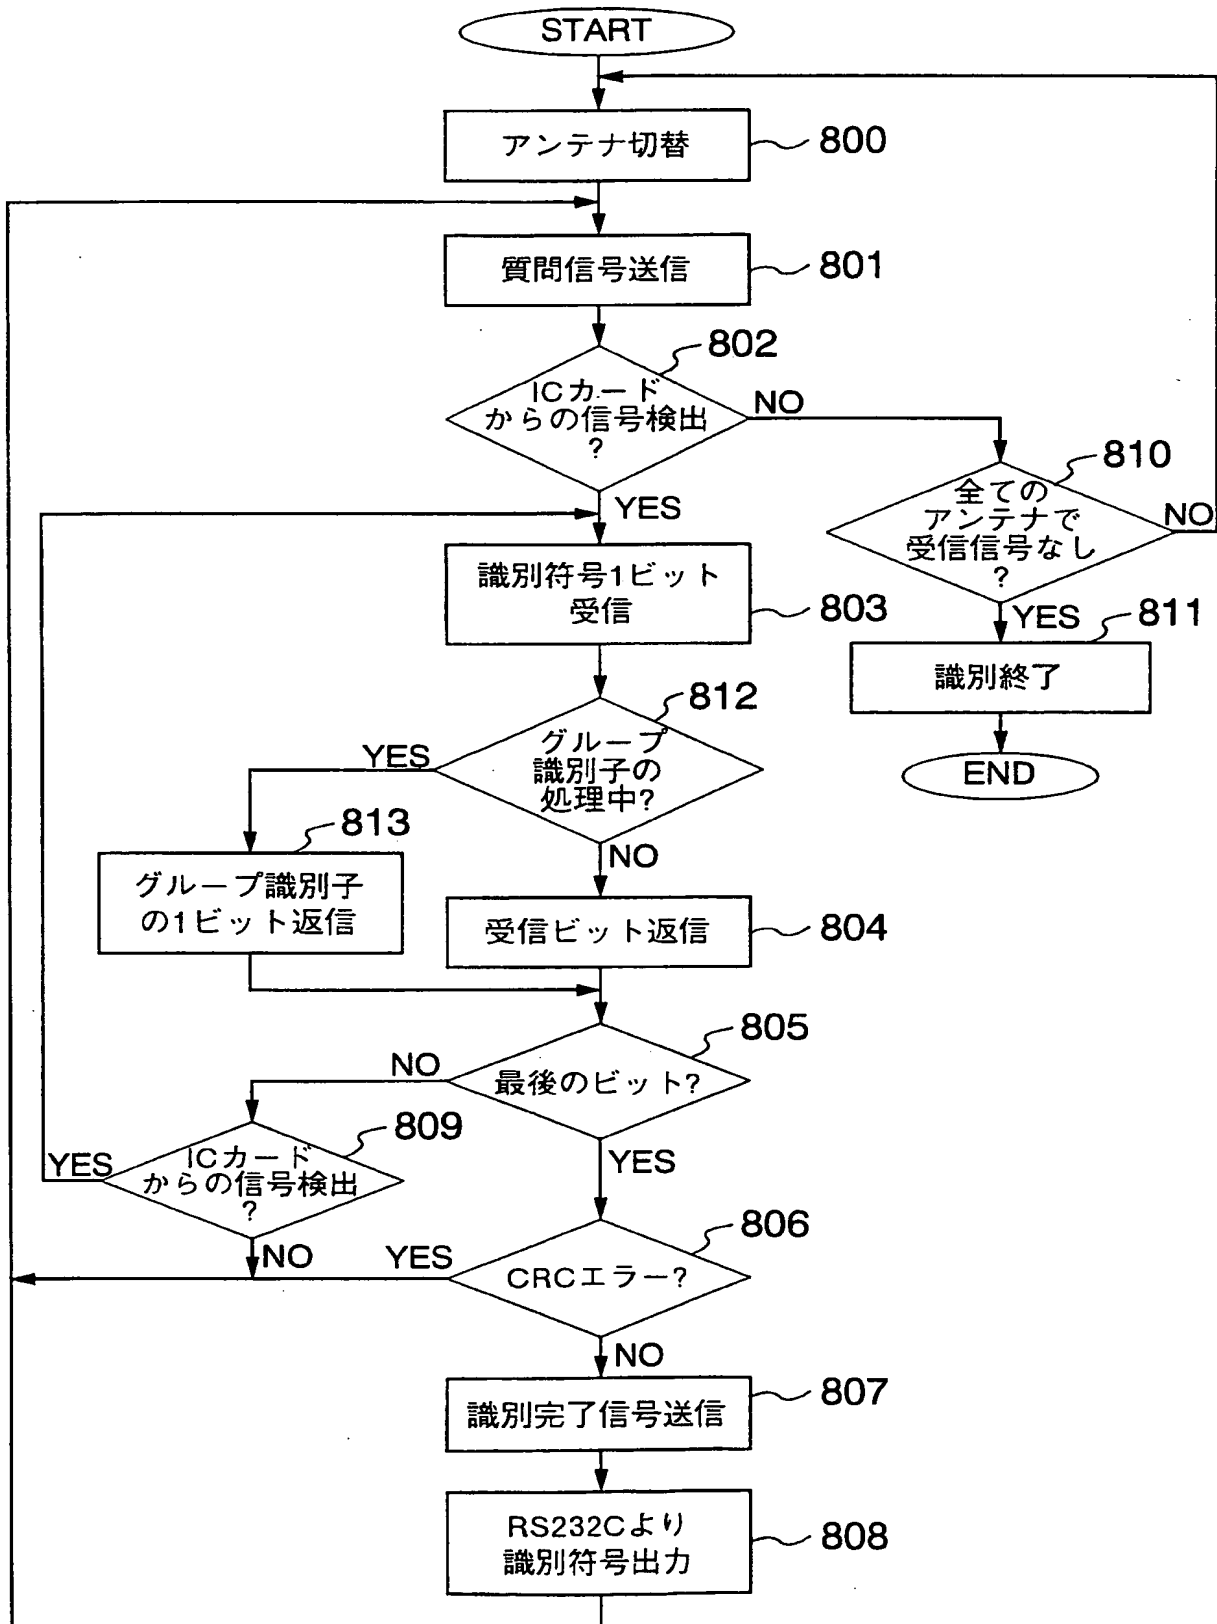 START
アンテナ切替
800
質問信号送信
801
802
ICカード
からの信号検出
?
NO
YES
810
全ての
アンテナで
受信信号なし
?
NO
YES
識別符号1ビット
受信
803
811
識別終了
END
812
グループ
識別子の
処理中?
YES
NO
813
グループ識別子
の1ビット返信
受信ビット返信
804
805
最後のビット?
NO
YES
809
ICカード
からの信号検出
?
YES
NO
806
CRCエラー?
YES
NO
識別完了信号送信
807
RS232Cより
識別符号出力
808